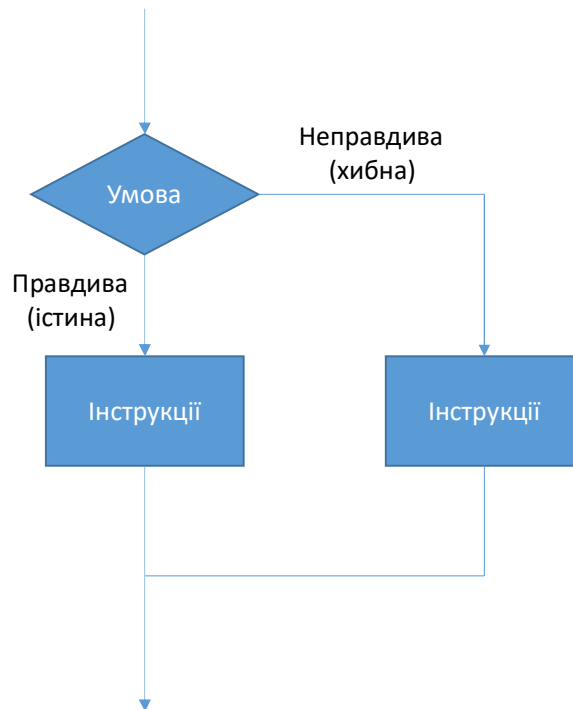 Неправдива
(хибна)
Умова
Правдива
(істина)
Інструкції
Інструкції